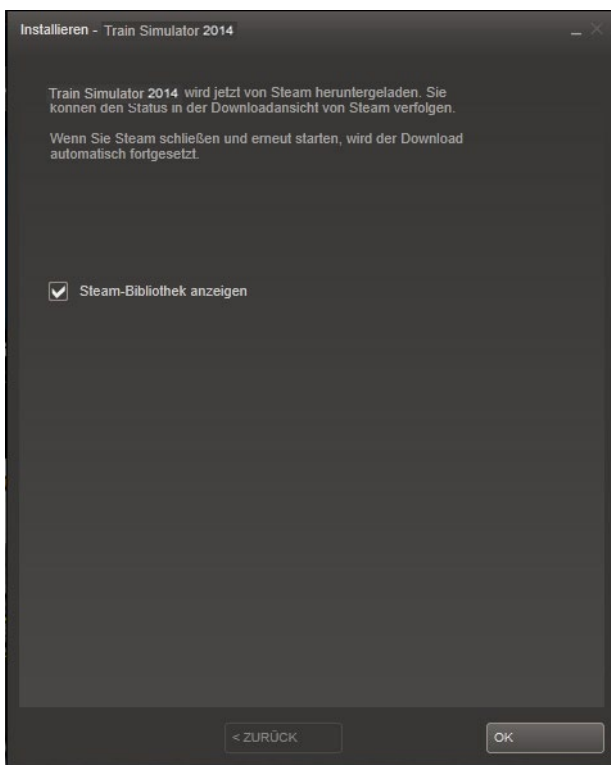 Installieren - Train Simulator 2014
Train Simulator 2014 wird jetzt von Steam heruntergeladen. Sie
können den Status in der Downloadansicht von Steam verfolgen.
Wenn Sie Steam schließen und erneut starten, wird der Download
automatisch fortgesetzt.
Steam-Bibliothek anzeigen
< ZURÜCK
OK